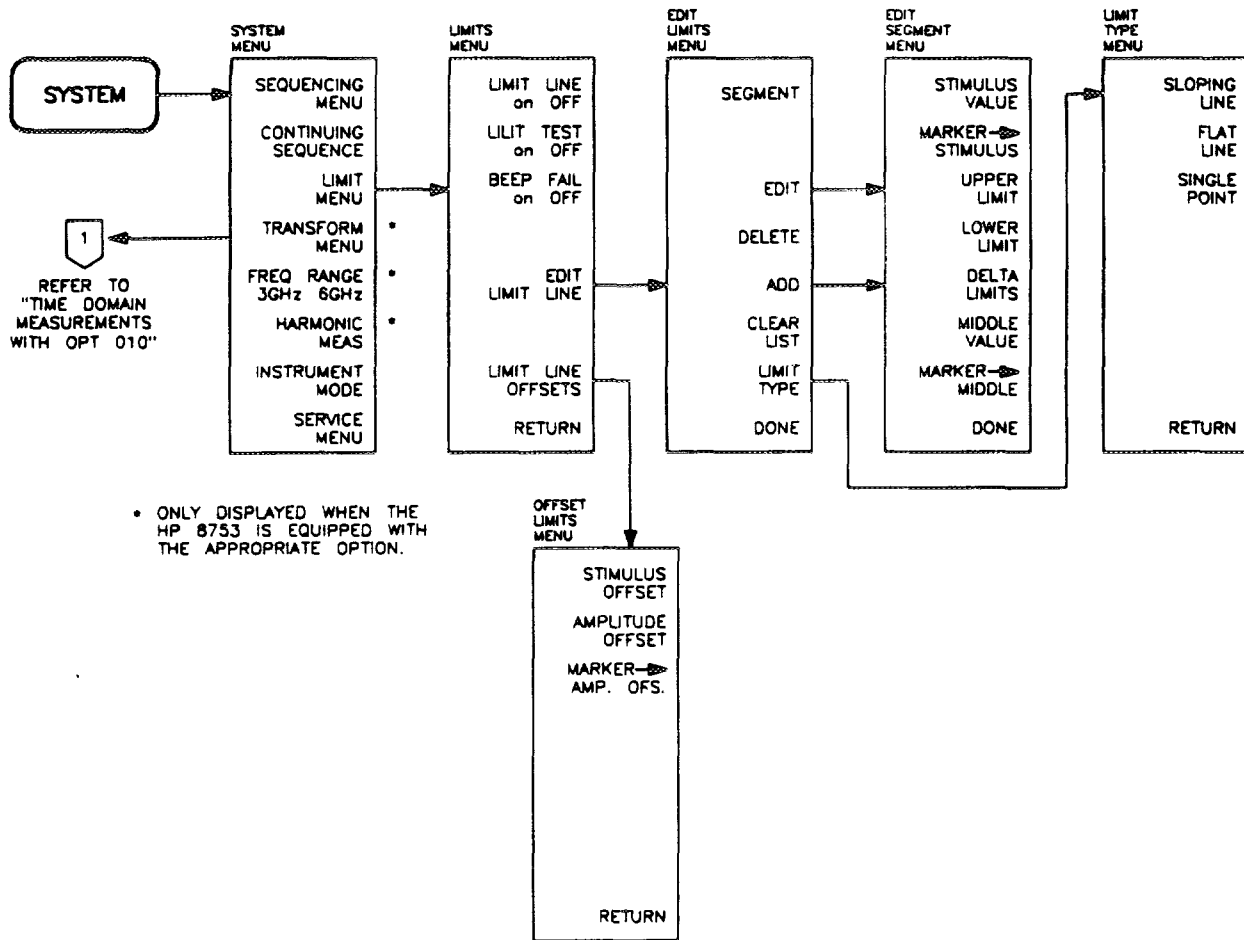 SYSTEM
SYSTEM
MENU
SEQUENCING
MENU
CONTINUING
SEQUENCE
LIMIT
MENU
TRANSFORM *
MENU
FREQ RANGE *
3GHz 6GHz
HARMONIC *
MEAS
INSTRUMENT
MODE
SERVICE
MENU
1
REFER TO
"TIME DOMAIN
MEASUREMENTS
WITH OPT 010"
* ONLY DISPLAYED WHEN THE
HP 8753 IS EQUIPPED WITH
THE APPROPRIATE OPTION.
LIMITS
MENU
LIMIT LINE
on OFF
LILIT TEST
on OFF
BEEP FAIL
on OFF
EDIT
LIMIT LINE
LIMIT LINE
OFFSETS
RETURN
EDIT
LIMITS
MENU
SEGMENT
EDIT
DELETE
ADD
CLEAR
LIST
LIMIT
TYPE
DONE
EDIT
SEGMENT
MENU
STIMULUS
VALUE
MARKER→
STIMULUS
UPPER
LIMIT
LOWER
LIMIT
DELTA
LIMITS
MIDDLE
VALUE
MARKER→
MIDDLE
DONE
LIMIT
TYPE
MENU
SLOPING
LINE
FLAT
LINE
SINGLE
POINT
RETURN
OFFSET
LIMITS
MENU
STIMULUS
OFFSET
AMPLITUDE
OFFSET
MARKER→
AMP. OFS.
RETURN